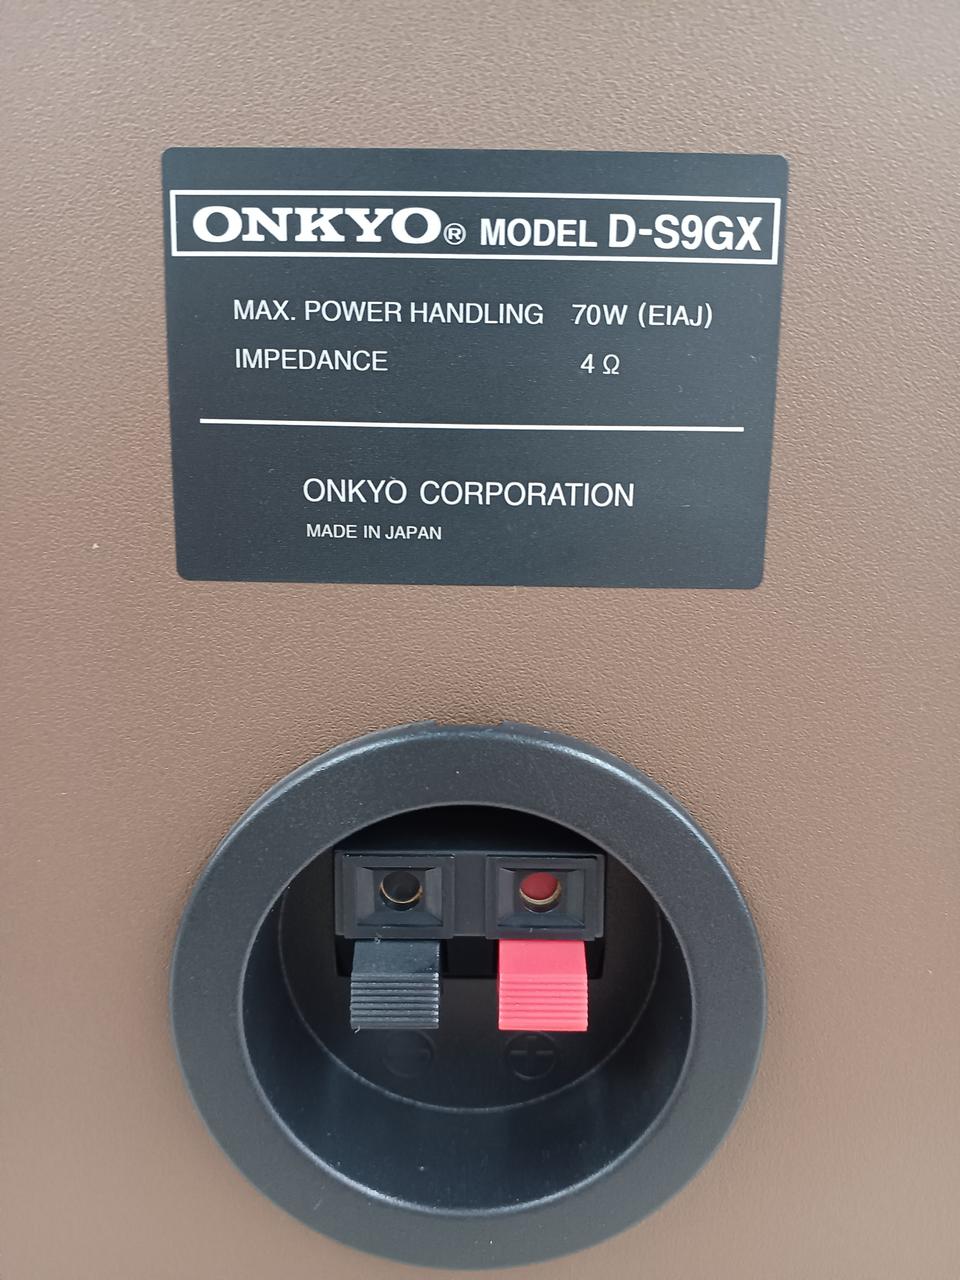 ONKYO® MODEL D-S9GX
MAX. POWER HANDLING 70W (EIAJ)
IMPEDANCE 4 Ω
ONKYO CORPORATION
MADE IN JAPAN
- +